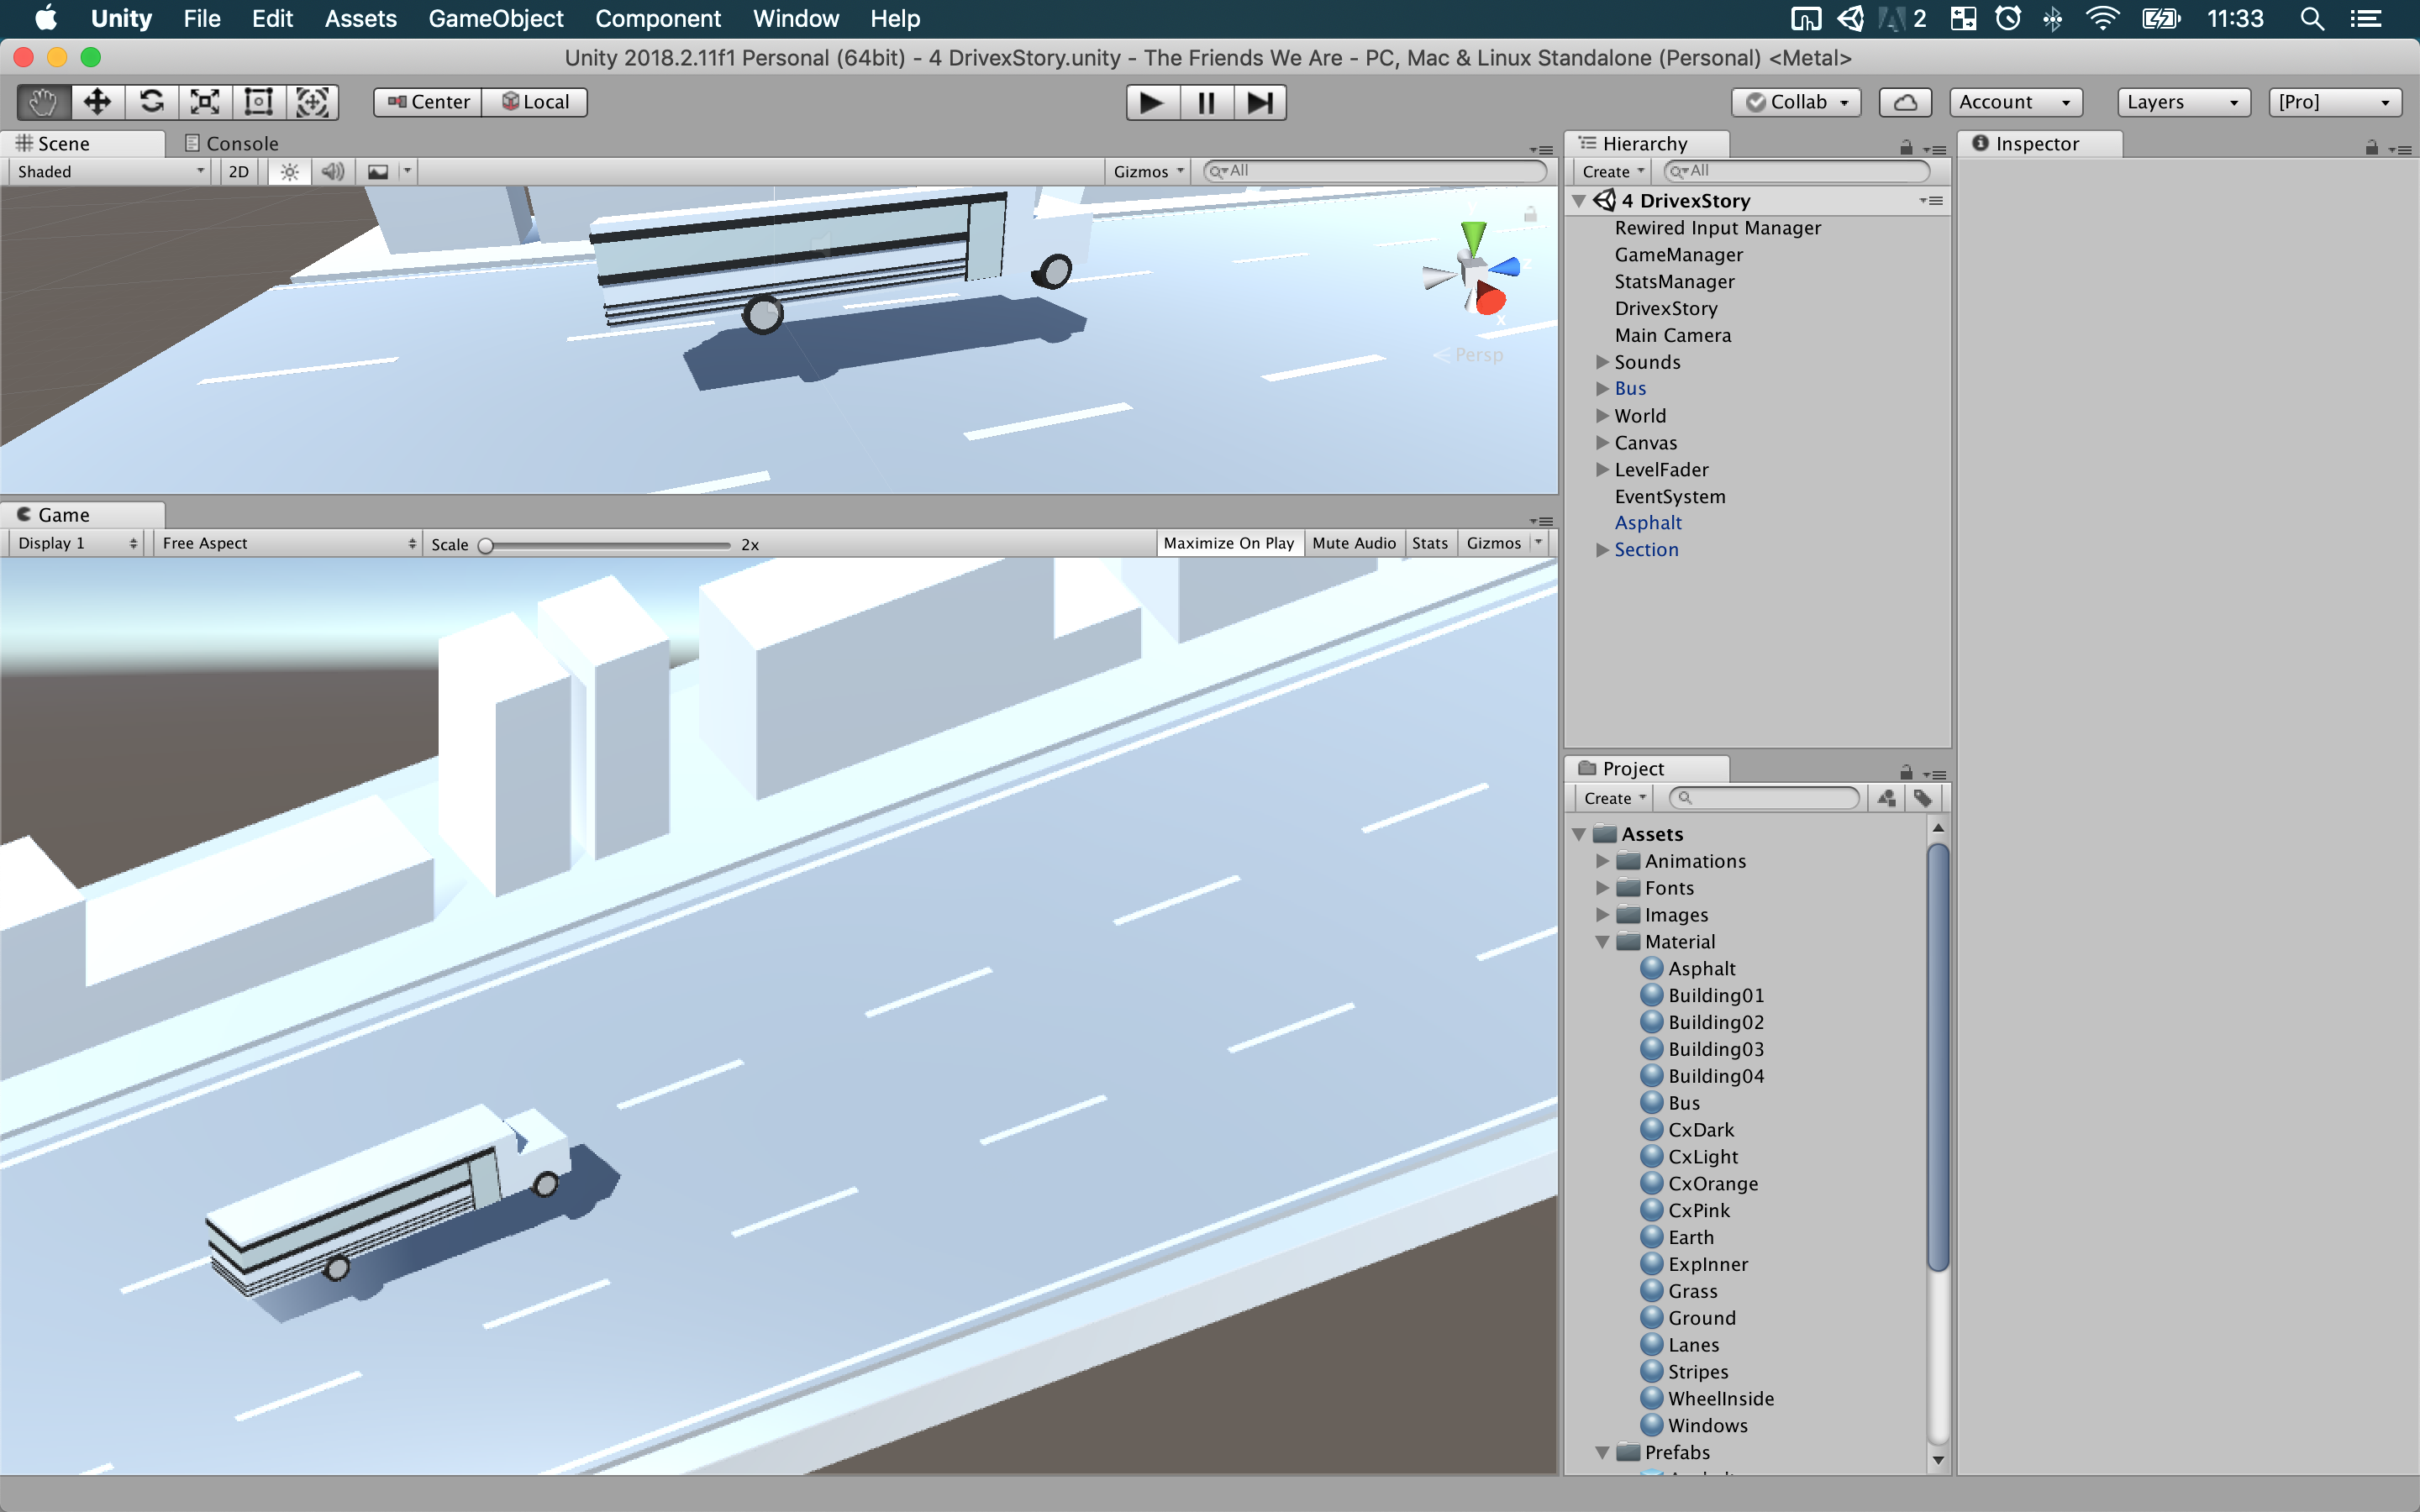 Unity File Edit Assets GameObject Component Window Help 2 11:33
Unity 2018.2.11f1 Personal (64bit) - 4 DrivexStory.unity - The Friends We Are - PC, Mac & Linux Standalone (Personal) <Metal>
Center Local Collab Account Layers [Pro]
Scene Console
Shaded 2D Gizmos All
x
Persp
Game
Display 1 Free Aspect Scale 2x Maximize On Play Mute Audio Stats Gizmos
Hierarchy
Create All
4 DrivexStory
Rewired Input Manager
GameManager
StatsManager
DrivexStory
Main Camera
Sounds
Bus
World
Canvas
LevelFader
EventSystem
Asphalt
Section
Project
Create
Assets
Animations
Fonts
Images
Material
Asphalt
Building01
Building02
Building03
Building04
Bus
CxDark
CxLight
CxOrange
CxPink
Earth
ExpInner
Grass
Ground
Lanes
Stripes
WheelInside
Windows
Prefabs
Inspector